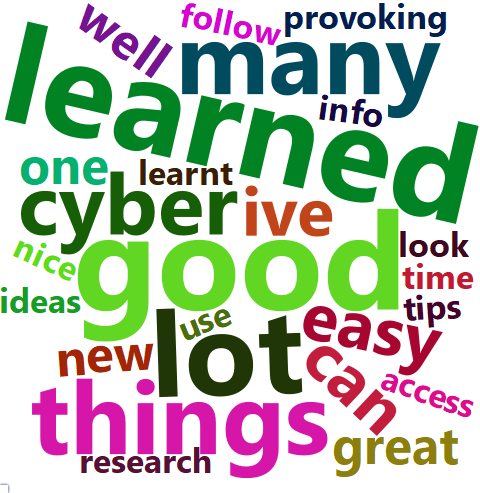 well
follow
provoking
many
learned
info
one
learnt
cyber
ive
good
look
nice
time
ideas
tips
use
easy
lot
new
can
access
things
great
research